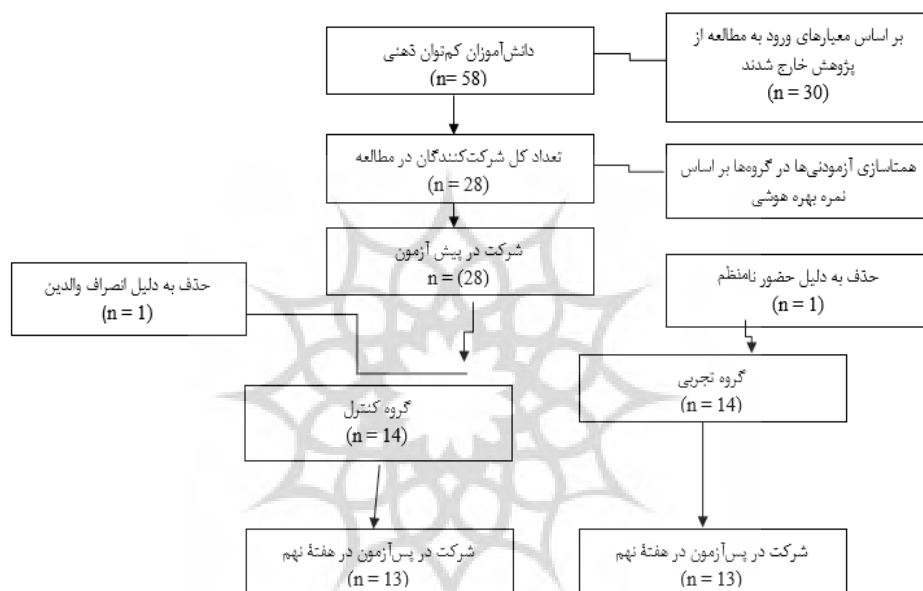 دانش‌آموزان کم‌توان ذهنی
(n= 58)
بر اساس معیارهای ورود به مطالعه از
پژوهش خارج شدند
(n = 30)
تعداد کل شرکت‌کنندگان در مطالعه
(n = 28)
همتاسازی آزمودنی‌ها در گروه‌ها بر اساس
نمره بهره هوشی
شرکت در پیش آزمون
n = (28)
حذف به دلیل حضور نامنظم
(n = 1)
حذف به دلیل انصراف والدین
(n = 1)
گروه تجربی
(n = 14)
گروه کنترل
(n = 14)
شرکت در پس‌آزمون در هفتهٔ نهم
(n = 13)
شرکت در پس‌آزمون در هفتهٔ نهم
(n = 13)